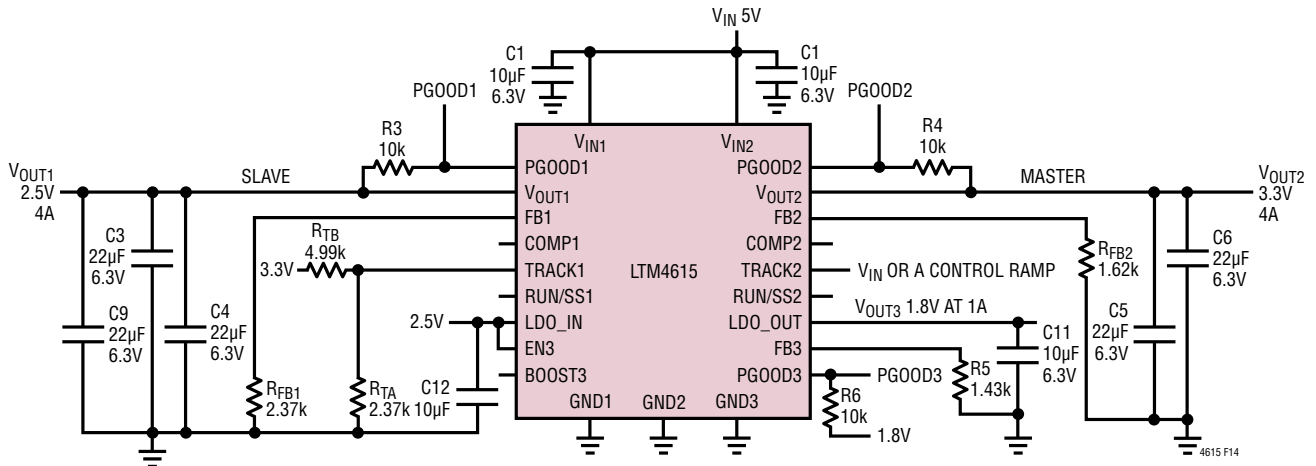 VIN 5V
C1
10µF
6.3V
C1
10µF
6.3V
PGOOD1
PGOOD2
R3
10k
R4
10k
VIN1
VIN2
PGOOD1
PGOOD2
VOUT1
2.5V
4A
SLAVE
VOUT1
VOUT2
MASTER
VOUT2
3.3V
4A
FB1
FB2
C3
22µF
6.3V
RTB
4.99k
COMP1
COMP2
RFB2
1.62k
C6
22µF
6.3V
3.3V
TRACK1
LTM4615
TRACK2
VIN OR A CONTROL RAMP
RUN/SS1
RUN/SS2
VOUT3 1.8V AT 1A
C9
22µF
6.3V
C4
22µF
6.3V
2.5V
LDO_IN
LDO_OUT
C11
10µF
6.3V
C5
22µF
6.3V
EN3
FB3
R5
1.43k
BOOST3
PGOOD3
PGOOD3
RFB1
2.37k
RTA
2.37k
C12
10µF
GND1
GND2
GND3
R6
10k
1.8V
4615 F14